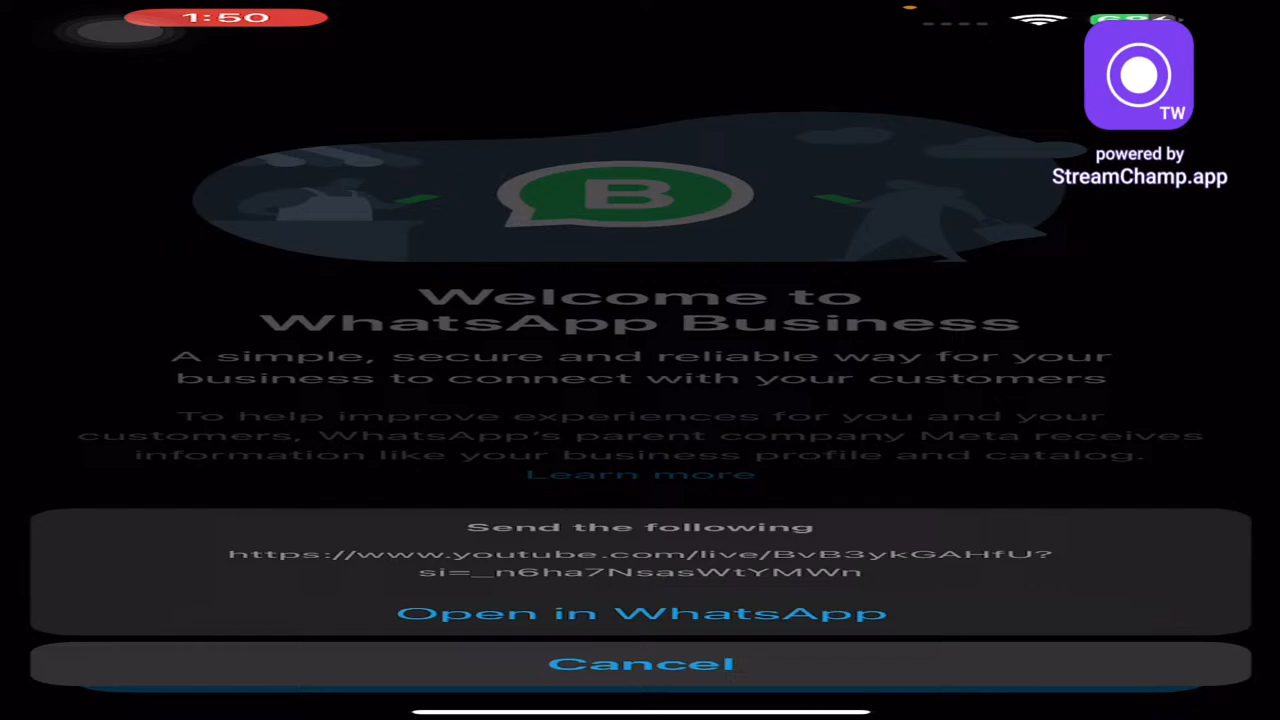 1:50
TW
powered by
StreamChamp.app
B
Welcome to
WhatsApp Business
A simple, secure and reliable way for your
business to connect with your customers
To help improve experiences for you and your
customers, WhatsApp's parent company Meta receives
information like your business profile and catalog.
Learn more
Send the following
https://www.youtube.com/live/BvB3ykGAHfU?
si=_n6ha7NsasWtYMWn
Open in WhatsApp
Cancel